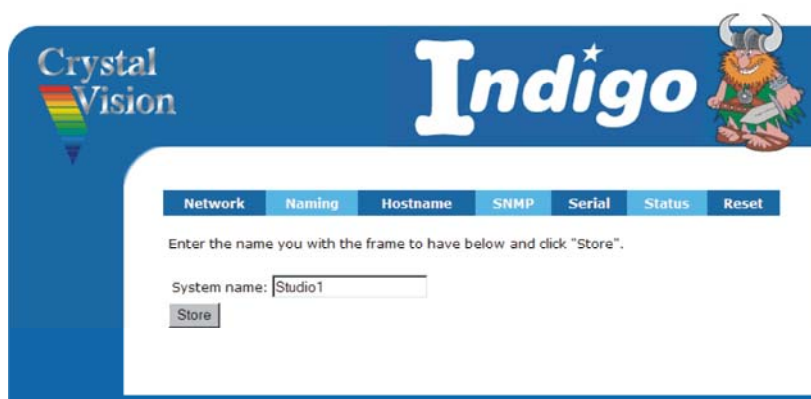 Crystal
Vision
Indigo
Network Naming Hostname SNMP Serial Status Reset
Enter the name you with the frame to have below and click "Store".
System name: Studio1
Store